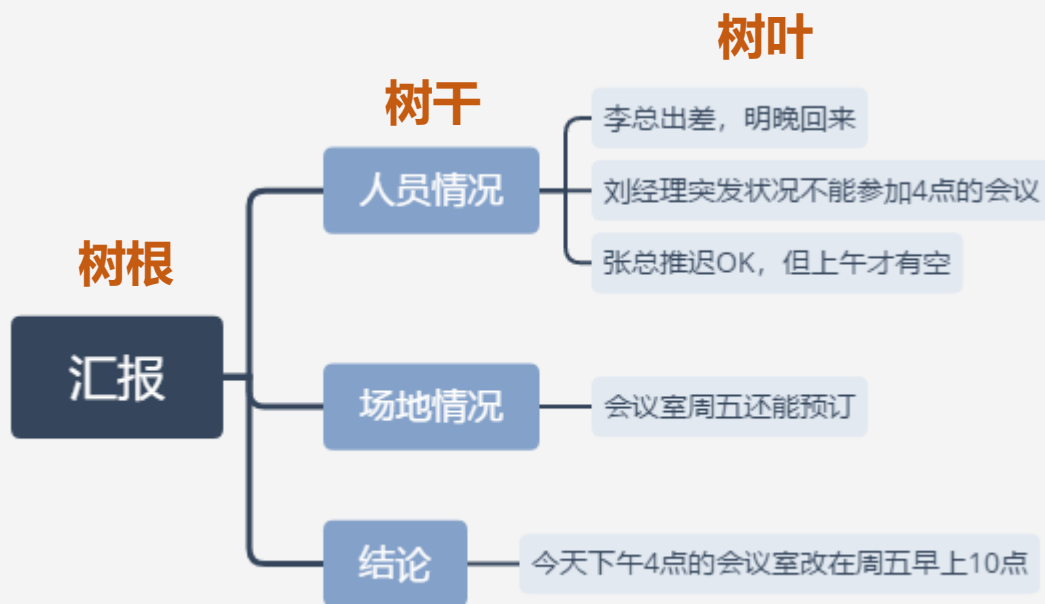 树叶
树干
李总出差，明晚回来
人员情况
刘经理突发状况不能参加4点的会议
张总推迟OK，但上午才有空
树根
汇报
场地情况
会议室周五还能预订
结论
今天下午4点的会议室改在周五早上10点